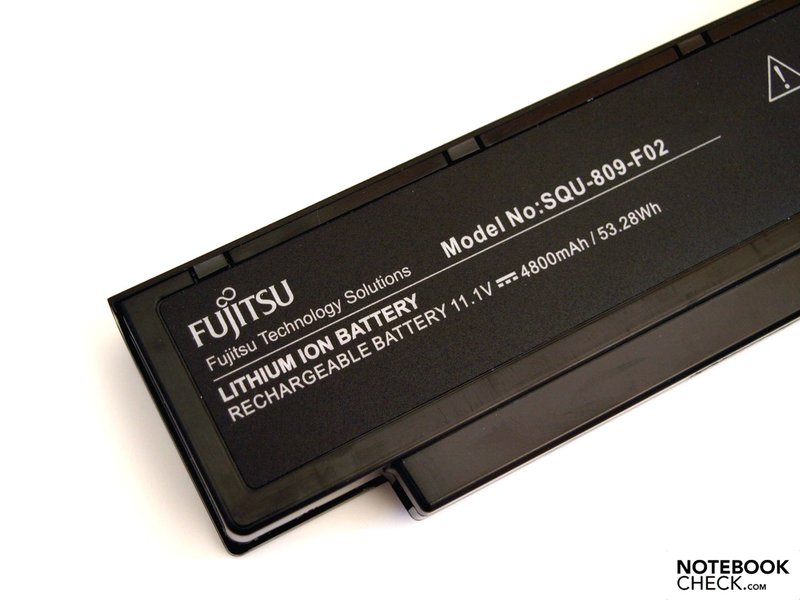 FUJITSU
Fujitsu Technology Solutions
Model No:SQU-809-F02
LITHIUM ION BATTERY
RECHARGEABLE BATTERY 11.1V ⎓ 4800mAh / 53.28Wh
NOTEBOOK
CHECK.COM